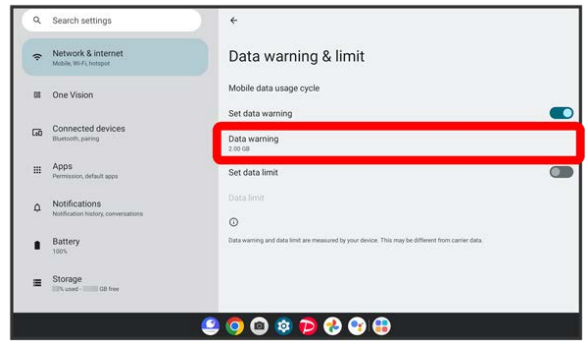 Search settings
Network & internet
Mobile, Wi-Fi, hotspot
One Vision
Connected devices
Bluetooth, pairing
Apps
Permission, default apps
Notifications
Notification history, conversations
Battery
100%
Storage
% used - GB free
Data warning & limit
Mobile data usage cycle
Set data warning
Data warning
2.00 GB
Set data limit
Data limit
Data warning and data limit are measured by your device. This may be different from carrier data.